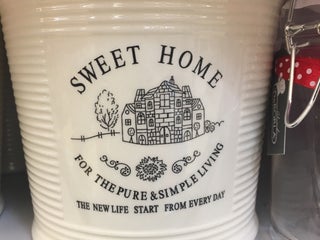 SWEET HOME
FOR THE PURE & SIMPLE LIVING
THE NEW LIFE START FROM EVERY DAY